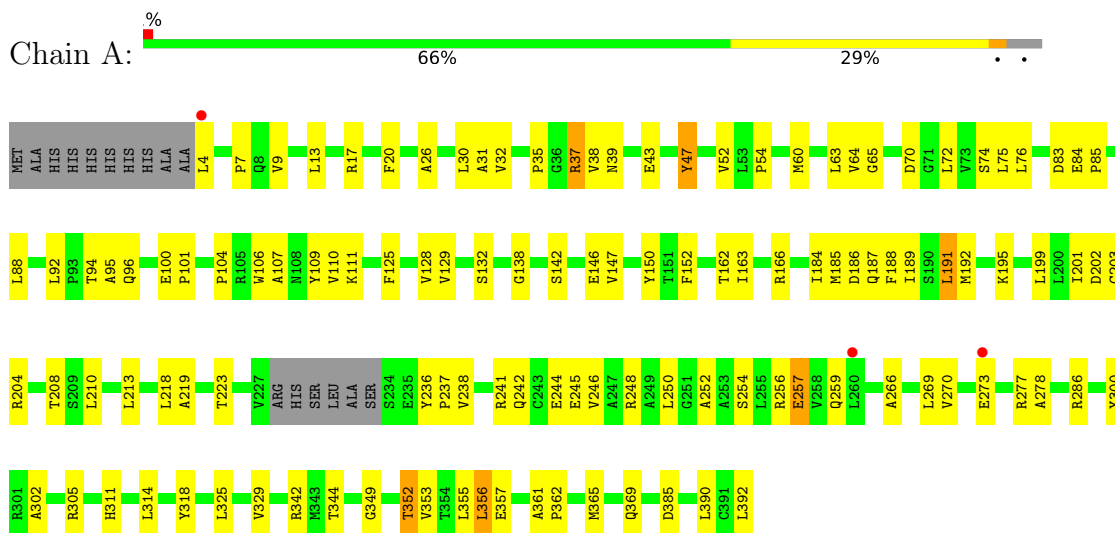 %
Chain A:
66% 29% • •
MET ALA HIS HIS HIS HIS HIS HIS ALA ALA L4 P7 Q8 V9 L13 R17 F20 A26 L30 A31 V32 P35 G36 R37 V38 N39 E43 Y47 V52 L53 P54 M60 L63 V64 G65 D70 G71 L72 V73 S74 L75 L76 D83 E84 P85
L88 L92 P93 T94 A95 Q96 E100 P101 P104 R105 W106 A107 N108 Y109 V110 K111 F125 V128 V129 S132 G138 S142 E146 V147 Y150 T151 F152 T162 I163 R166 I184 M185 D186 Q187 F188 I189 S190 L191 M192 K195 L199 L200 I201 D202
R204 T208 S209 L210 L213 L218 A219 T223 V227 ARG HIS SER LEU ALA SER S234 E235 Y236 P237 V238 R241 Q242 C243 E244 E245 V246 A247 R248 A249 L250 G251 A252 A253 S254 L255 R256 E257 V258 Q259 L260 A266 L269 V270 E273 R277 A278 R286
R301 A302 R305 H311 L314 Y318 L325 V329 R342 M343 T344 G349 T352 V353 T354 L355 L356 E357 A361 P362 M365 Q369 D385 L390 C391 L392